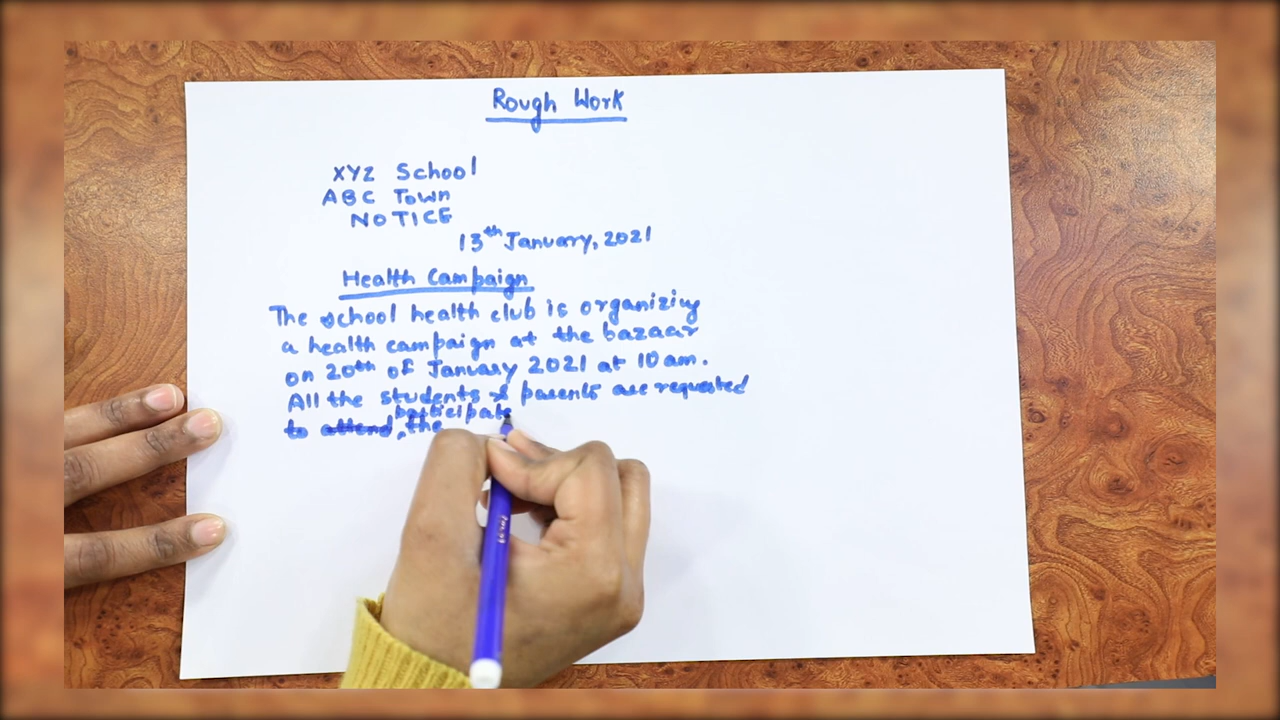 Rough Work
XYZ School
ABC Town
NOTICE
13th January, 2021
Health Campaign
The school health club is organizing
a health campaign at the bazaar
on 20th of January 2021 at 10 am.
All the students & parents are requested
participate
to attend, the